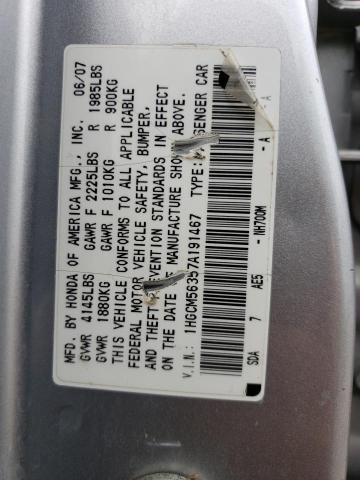 MFD. BY HONDA OF AMERICA MFG., INC. 06/07
GVWR 4145LBS GAWR F 2225LBS R 1985LBS
GVWR 1880KG GAWR F 1010KG R 900KG
THIS VEHICLE CONFORMS TO ALL APPLICABLE
FEDERAL MOTOR VEHICLE SAFETY, BUMPER,
AND THEFT PREVENTION STANDARDS IN EFFECT
ON THE DATE OF MANUFACTURE SHOWN ABOVE.
V.I.N.: 1HGCM56357A191467 TYPE: PASSENGER CAR
SDA 7 AE5 - NH700M - A - A